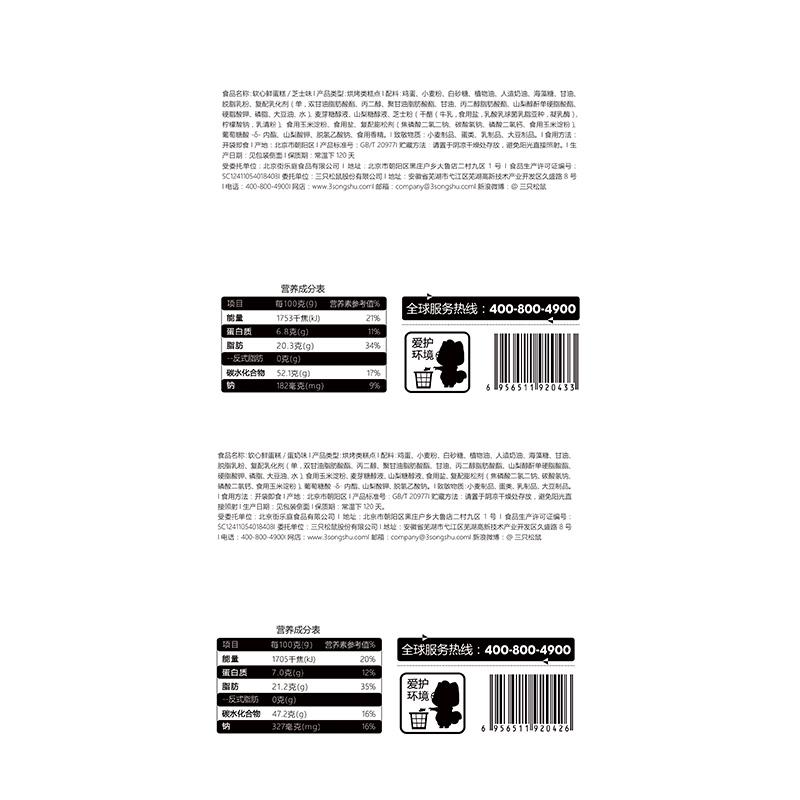 食品名称: 软心鲜蛋糕 / 芝士味 I 产品类型: 烘烤类糕点 I 配料: 鸡蛋、小麦粉、白砂糖、植物油、人造奶油、海藻糖、甘油、
脱脂乳粉、复配乳化剂 ( 单，双甘油脂肪酸酯、丙二醇、聚甘油脂肪酸酯、甘油、丙二醇脂肪酸酯、山梨醇酐单硬脂酸酯、
硬脂酸钾、磷脂、大豆油、水 )、麦芽糖醇液、山梨糖醇液、芝士粉 ( 干酪 ( 牛乳，食用盐，乳酸乳球菌乳脂亚种，凝乳酶 )，
柠檬酸钠，乳清粉 )、食用玉米淀粉、食用盐、复配膨松剂 ( 焦磷酸二氢二钠、碳酸氢钠、磷酸二氢钙、食用玉米淀粉 )、
葡萄糖酸 -δ- 内酯、山梨酸钾、脱氢乙酸钠、食用香精。I 致敏物质: 小麦制品、蛋类、乳制品、大豆制品。I 食用方法：
开袋即食 I 产地：北京市朝阳区 I 产品标准号：GB/T 20977I 贮藏方法：请置于阴凉干燥处存放，避免阳光直接照射。I 生
产日期：见包装侧面 I 保质期：常温下 120 天
受委托单位：北京街乐庭食品有限公司 I 地址：北京市朝阳区黑庄户乡大鲁店二村九区 1 号 I 食品生产许可证编号：
SC12411054018408I 委托单位：三只松鼠股份有限公司 I 地址：安徽省芜湖市弋江区芜湖高新技术产业开发区久盛路 8 号
I 电话：400-800-4900I 网店：www.3songshu.comI 邮箱：company@3songshu.comI 新浪微博：@ 三只松鼠
营养成分表
项目 每100克(g) 营养素参考值%
能量 1753千焦(kJ) 21%
蛋白质 6.8克(g) 11%
脂肪 20.3克(g) 34%
--反式脂肪 0克(g)
碳水化合物 52.1克(g) 17%
钠 182毫克(mg) 9%
全球服务热线：400-800-4900
爱护
环境
6 956511 920433
食品名称: 软心鲜蛋糕 / 蛋奶味 I 产品类型: 烘烤类糕点 I 配料: 鸡蛋、小麦粉、白砂糖、植物油、人造奶油、海藻糖、甘油、
脱脂乳粉、复配乳化剂 ( 单，双甘油脂肪酸酯、丙二醇、聚甘油脂肪酸酯、甘油、丙二醇脂肪酸酯、山梨醇酐单硬脂酸酯、
硬脂酸钾、磷脂、大豆油、水 )、食用玉米淀粉、麦芽糖醇液、山梨糖醇液、食用盐、复配膨松剂 ( 焦磷酸二氢二钠、碳酸氢钠、
磷酸二氢钙、食用玉米淀粉 )、葡萄糖酸 -δ- 内酯、山梨酸钾、脱氢乙酸钠。I 致敏物质: 小麦制品、蛋类、乳制品、大豆制品。
I 食用方法：开袋即食 I 产地：北京市朝阳区 I 产品标准号：GB/T 20977I 贮藏方法：请置于阴凉干燥处存放，避免阳光直
接照射 I 生产日期：见包装侧面 I 保质期：常温下 120 天。
受委托单位：北京街乐庭食品有限公司 I 地址：北京市朝阳区黑庄户乡大鲁店二村九区 1 号 I 食品生产许可证编号：
SC12411054018408I 委托单位：三只松鼠股份有限公司 I 地址：安徽省芜湖市弋江区芜湖高新技术产业开发区久盛路 8 号
I 电话：400-800-4900I 网店：www.3songshu.comI 邮箱：company@3songshu.comI 新浪微博：@ 三只松鼠
营养成分表
项目 每100克(g) 营养素参考值%
能量 1705千焦(kJ) 20%
蛋白质 7.0克(g) 12%
脂肪 21.2克(g) 35%
--反式脂肪 0克(g)
碳水化合物 47.2克(g) 16%
钠 327毫克(mg) 16%
全球服务热线：400-800-4900
爱护
环境
6 956511 920426